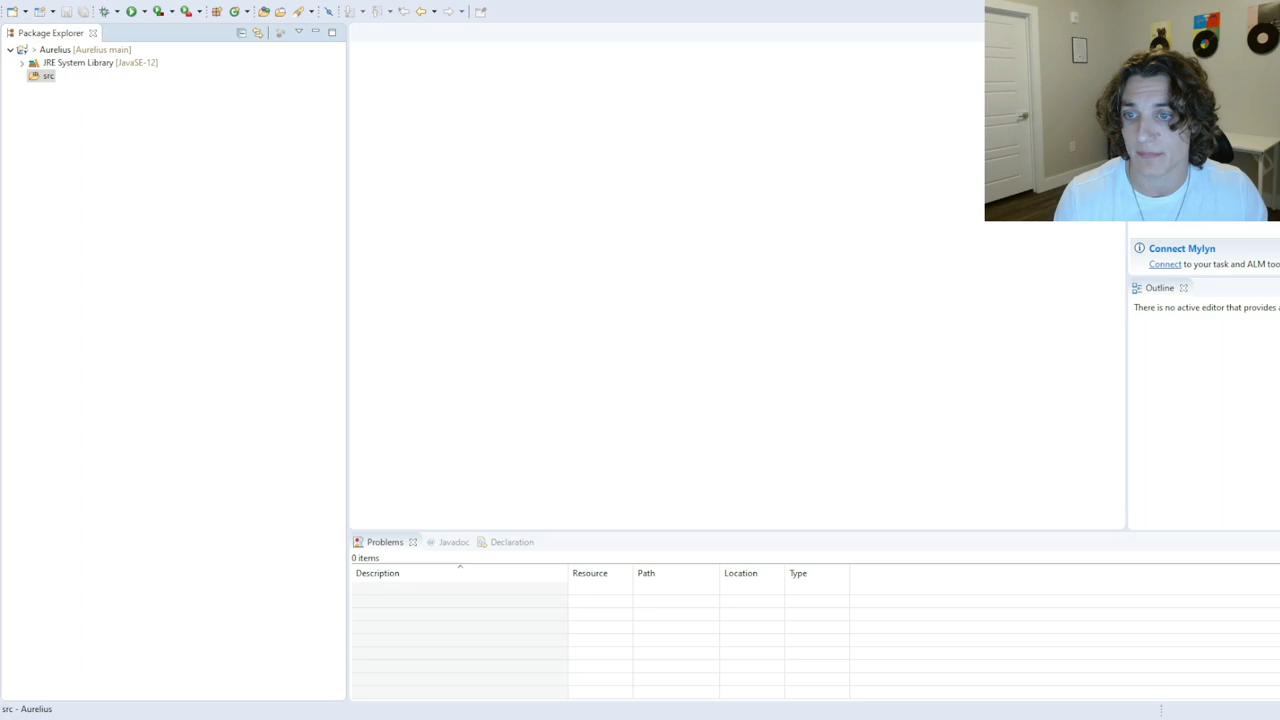 Package Explorer
> Aurelius [Aurelius main]
JRE System Library [JavaSE-12]
src
Connect Mylyn
Connect to your task and ALM too
Outline
There is no active editor that provides a
Problems Javadoc Declaration
0 items
Description Resource Path Location Type
src - Aurelius